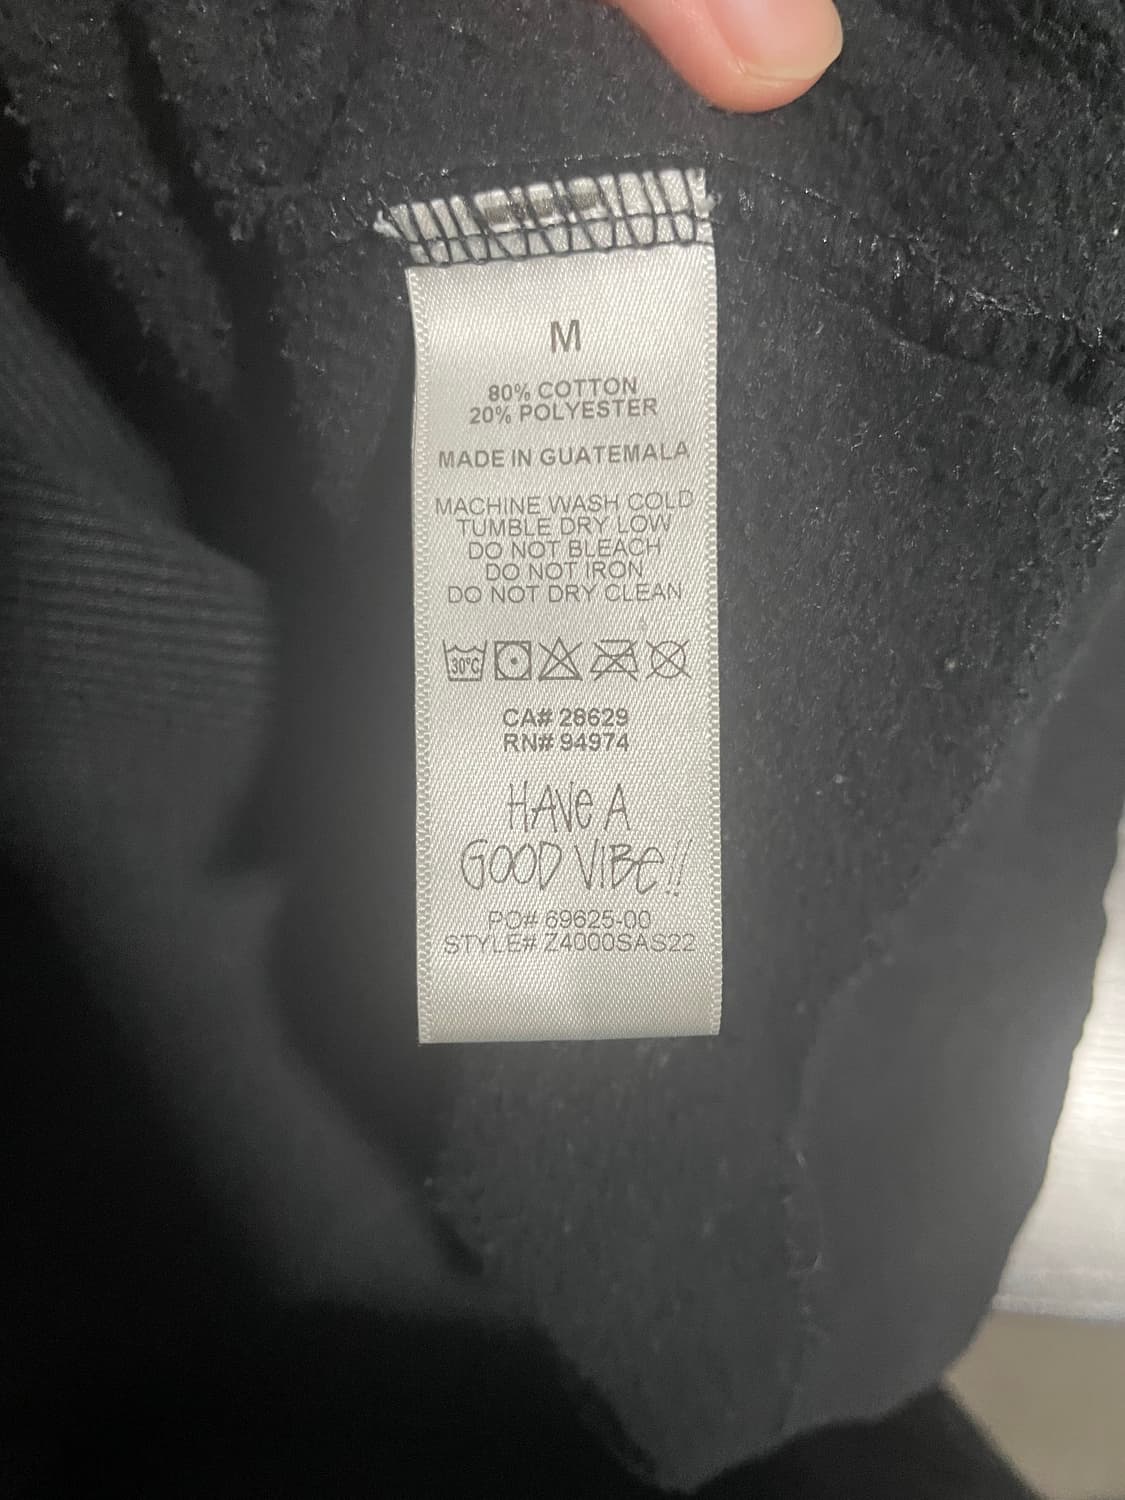 M
80% COTTON
20% POLYESTER
MADE IN GUATEMALA
MACHINE WASH COLD
TUMBLE DRY LOW
DO NOT BLEACH
DO NOT IRON
DO NOT DRY CLEAN
30°C
CA# 28629
RN# 94974
HAVe A
GOOD VIBe!!
PO# 69625-00
STYLE# Z4000SAS22